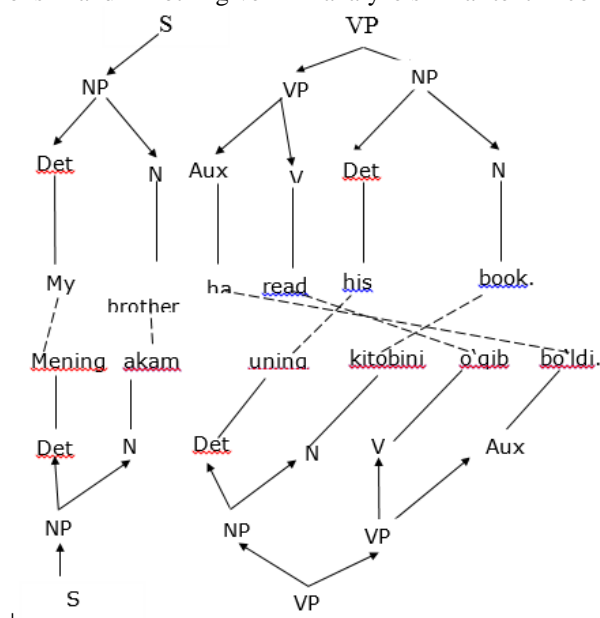 S VP
NP VP NP
Det N Aux V Det N
My brother ha read his book.
Mening akam uning kitobini o'qib bo'ldi.
Det N Det N V Aux
NP NP VP
S VP